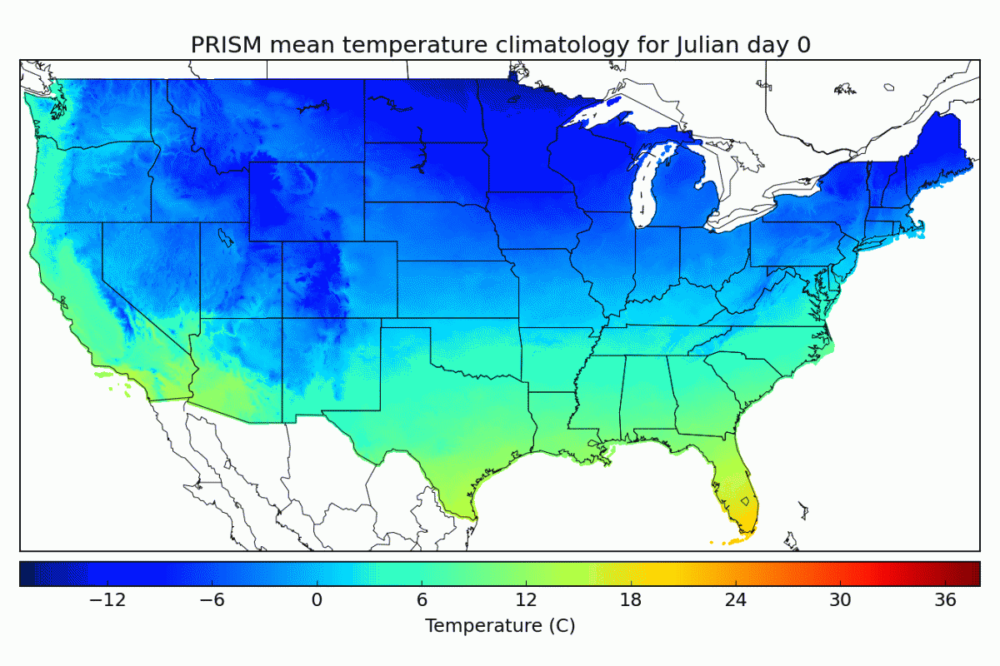 PRISM mean temperature climatology for Julian day 0
−12 −6 0 6 12 18 24 30 36
Temperature (C)